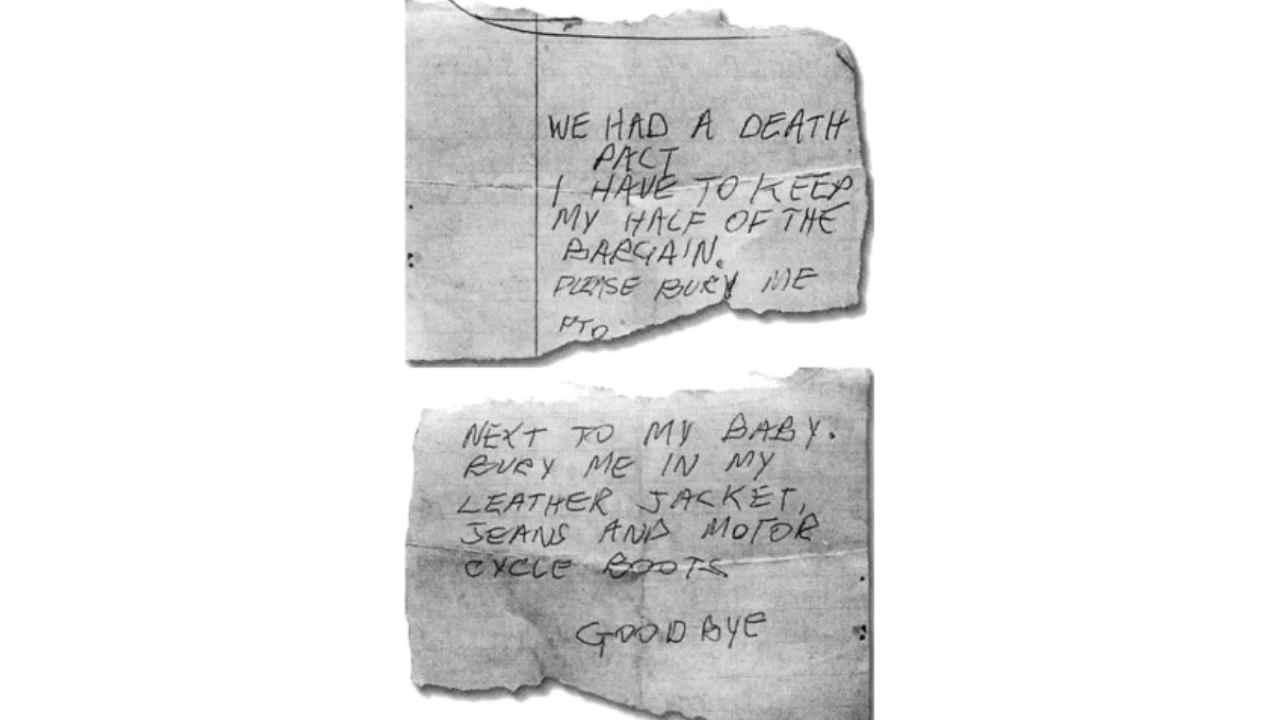 WE HAD A DEATH
PACT
I HAVE TO KEEP
MY HALF OF THE
BARGAIN.
PLEASE BURY ME
PTO.
NEXT TO MY BABY.
BURY ME IN MY
LEATHER JACKET,
JEANS AND MOTOR
CYCLE BOOTS
GOODBYE